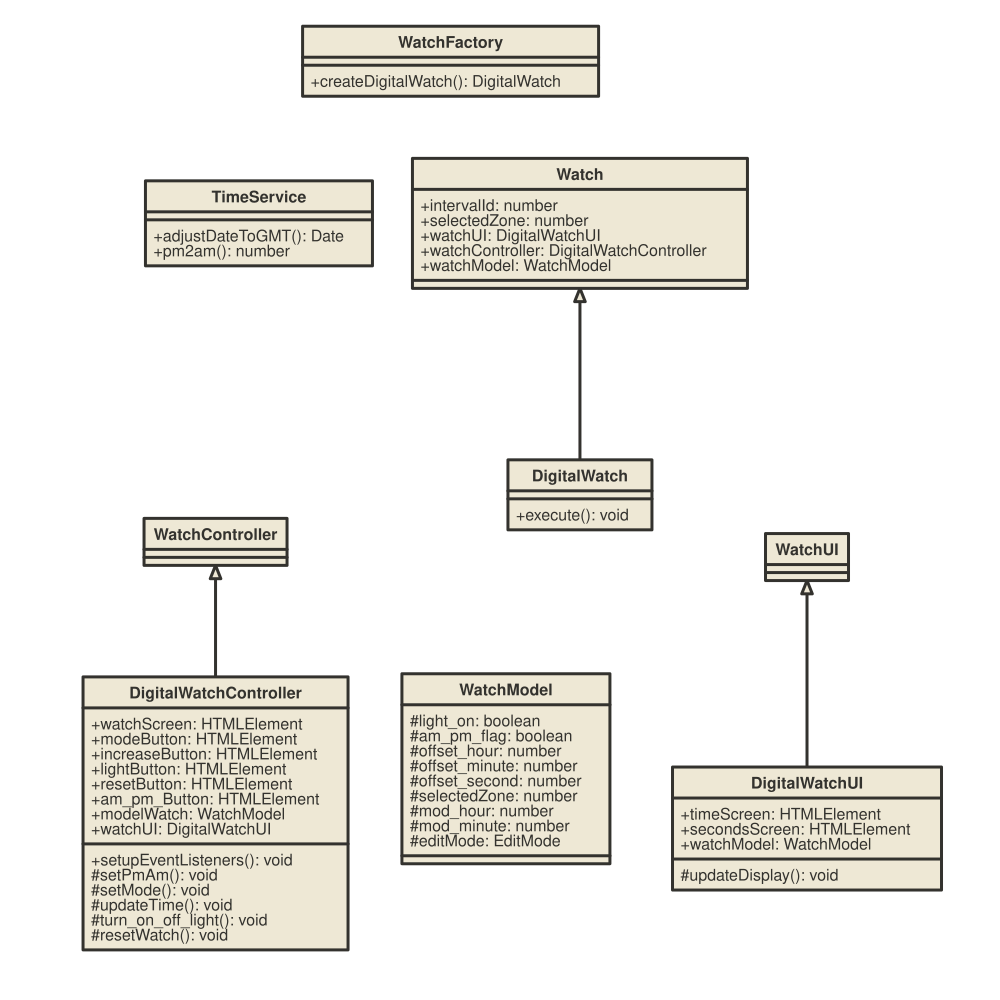 WatchFactory
+createDigitalWatch(): DigitalWatch
TimeService
+adjustDateToGMT(): Date
+pm2am(): number
Watch
+intervalId: number
+selectedZone: number
+watchUI: DigitalWatchUI
+watchController: DigitalWatchController
+watchModel: WatchModel
DigitalWatch
+execute(): void
WatchController
WatchUI
DigitalWatchController
+watchScreen: HTMLElement
+modeButton: HTMLElement
+increaseButton: HTMLElement
+lightButton: HTMLElement
+resetButton: HTMLElement
+am_pm_Button: HTMLElement
+modelWatch: WatchModel
+watchUI: DigitalWatchUI
+setupEventListeners(): void
#setPmAm(): void
#setMode(): void
#updateTime(): void
#turn_on_off_light(): void
#resetWatch(): void
WatchModel
#light_on: boolean
#am_pm_flag: boolean
#offset_hour: number
#offset_minute: number
#offset_second: number
#selectedZone: number
#mod_hour: number
#mod_minute: number
#editMode: EditMode
DigitalWatchUI
+timeScreen: HTMLElement
+secondsScreen: HTMLElement
+watchModel: WatchModel
#updateDisplay(): void